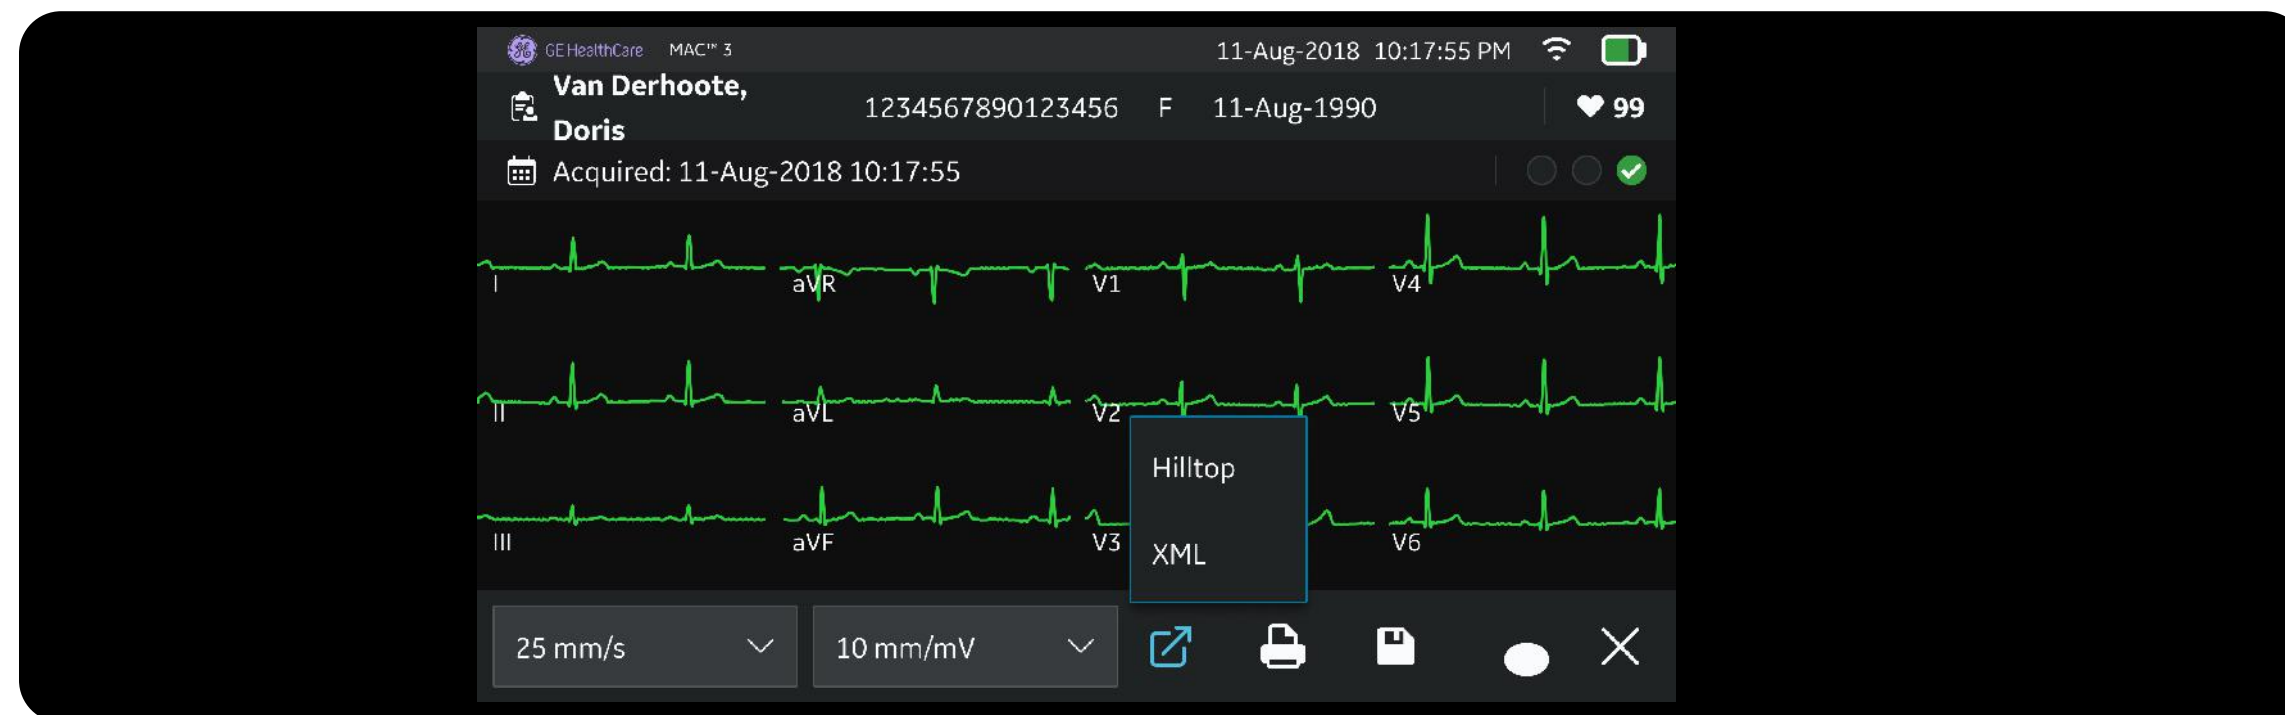 GE HealthCare MAC™ 3 11-Aug-2018 10:17:55 PM
Van Derhoote,
Doris
1234567890123456 F 11-Aug-1990 99
Acquired: 11-Aug-2018 10:17:55
I aVR V1 V4
II aVL V2 V5
Hilltop
III aVF V3 V6
XML
25 mm/s 10 mm/mV